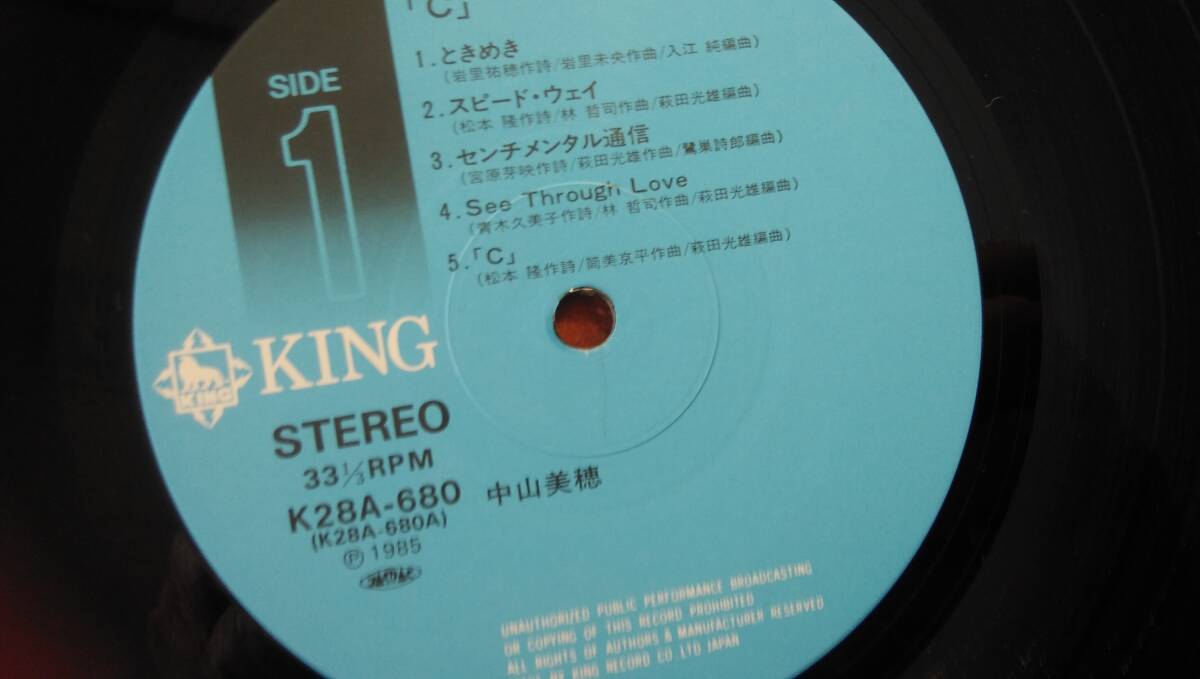 「C」
SIDE
1
1.ときめき
(岩里祐穂作詩/岩里未央作曲/入江 純編曲)
2.スピード・ウェイ
(松本 隆作詩/林 哲司作曲/萩田光雄編曲)
3.センチメンタル通信
(宮原芽映作詩/萩田光雄作曲/鷺巣詩郎編曲)
4.See Through Love
(青木久美子作詩/林 哲司作曲/萩田光雄編曲)
5.「C」
(松本 隆作詩/筒美京平作曲/萩田光雄編曲)
KING
KING
STEREO
33 1/3 RPM
K28A-680
(K28A-680A)
Ⓟ1985
中山美穂
UNAUTHORIZED PUBLIC PERFORMANCE BROADCASTING
OR COPYING OF THIS RECORD PROHIBITED
ALL RIGHTS OF AUTHORS & MANUFACTURER RESERVED
BY KING RECORD CO. LTD JAPAN